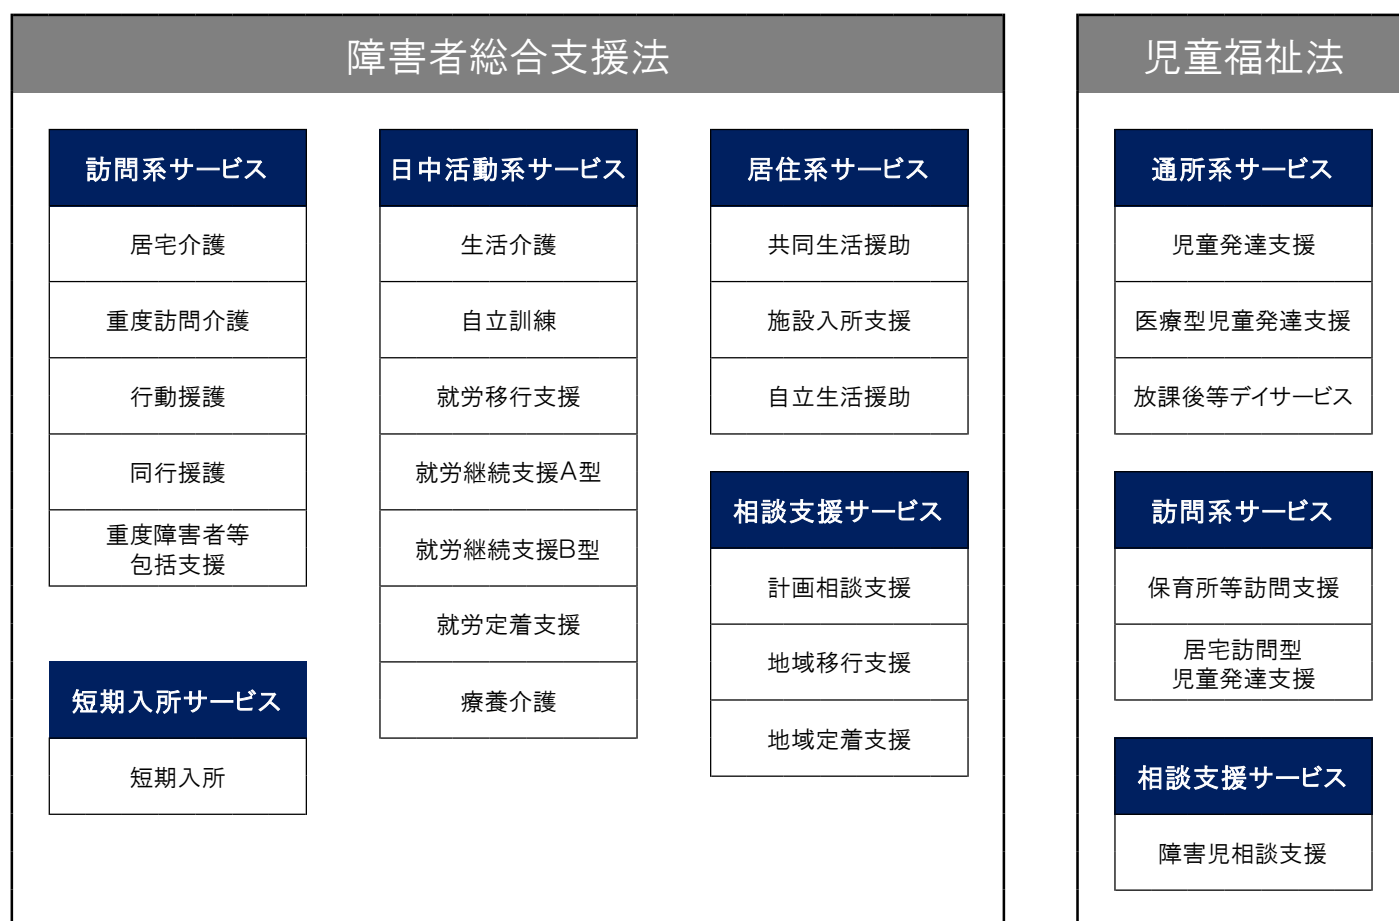 障害者総合支援法
訪問系サービス
居宅介護
重度訪問介護
行動援護
同行援護
重度障害者等
包括支援
短期入所サービス
短期入所
日中活動系サービス
生活介護
自立訓練
就労移行支援
就労継続支援A型
就労継続支援B型
就労定着支援
療養介護
居住系サービス
共同生活援助
施設入所支援
自立生活援助
相談支援サービス
計画相談支援
地域移行支援
地域定着支援
児童福祉法
通所系サービス
児童発達支援
医療型児童発達支援
放課後等デイサービス
訪問系サービス
保育所等訪問支援
居宅訪問型
児童発達支援
相談支援サービス
障害児相談支援